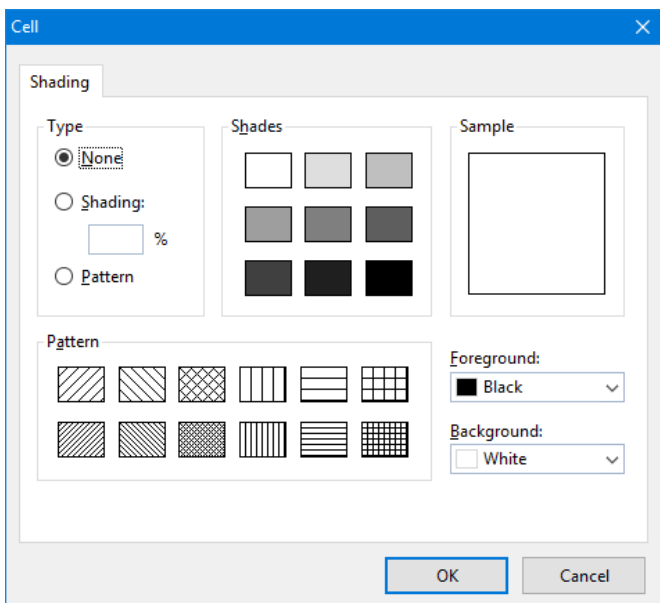 Cell
Shading
Type
None
Shading:
%
Pattern
Shades
Sample
Pattern
Foreground:
Black
Background:
White
OK
Cancel